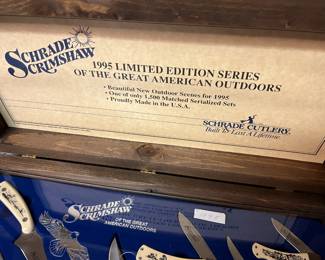 SCHRADE
SCRIMSHAW
1995 LIMITED EDITION SERIES
OF THE GREAT AMERICAN OUTDOORS
• Beautiful New Outdoor Scenes for 1995
• One of only 1,500 Matched Serialized Sets
• Proudly Made in the U.S.A.
SCHRADE CUTLERY
Built To Last A Lifetime.
SCHRADE
SCRIMSHAW
OF THE GREAT
AMERICAN OUTDOORS